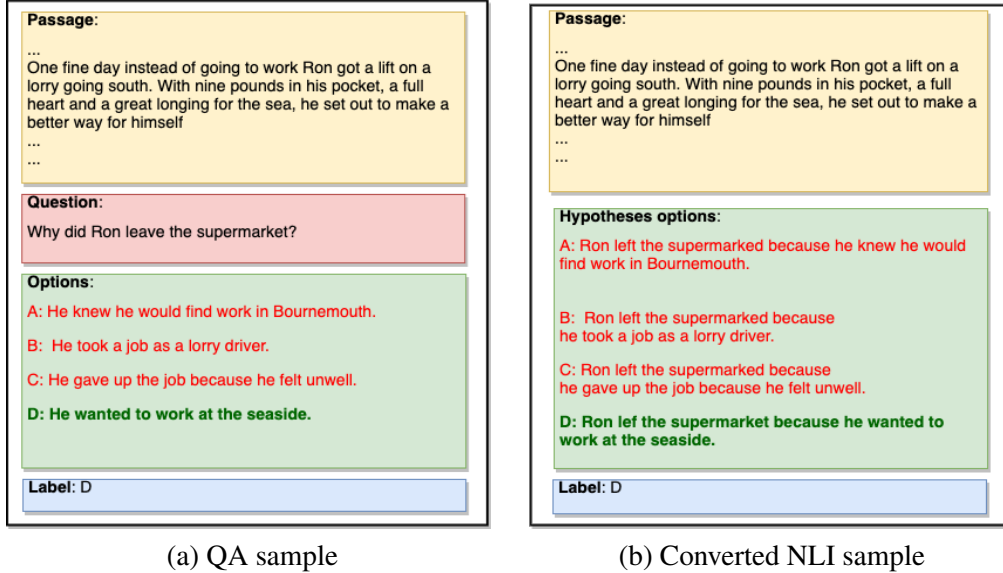 Passage:
...
One fine day instead of going to work Ron got a lift on a
lorry going south. With nine pounds in his pocket, a full
heart and a great longing for the sea, he set out to make a
better way for himself
...
...
Question:
Why did Ron leave the supermarket?
Options:
A: He knew he would find work in Bournemouth.
B: He took a job as a lorry driver.
C: He gave up the job because he felt unwell.
D: He wanted to work at the seaside.
Label: D
(a) QA sample
Passage:
...
One fine day instead of going to work Ron got a lift on a
lorry going south. With nine pounds in his pocket, a full
heart and a great longing for the sea, he set out to make a
better way for himself
...
...
Hypotheses options:
A: Ron left the supermarked because he knew he would
find work in Bournemouth.
B: Ron left the supermarked because
he took a job as a lorry driver.
C: Ron left the supermarked because
he gave up the job because he felt unwell.
D: Ron lef the supermarket because he wanted to
work at the seaside.
Label: D
(b) Converted NLI sample